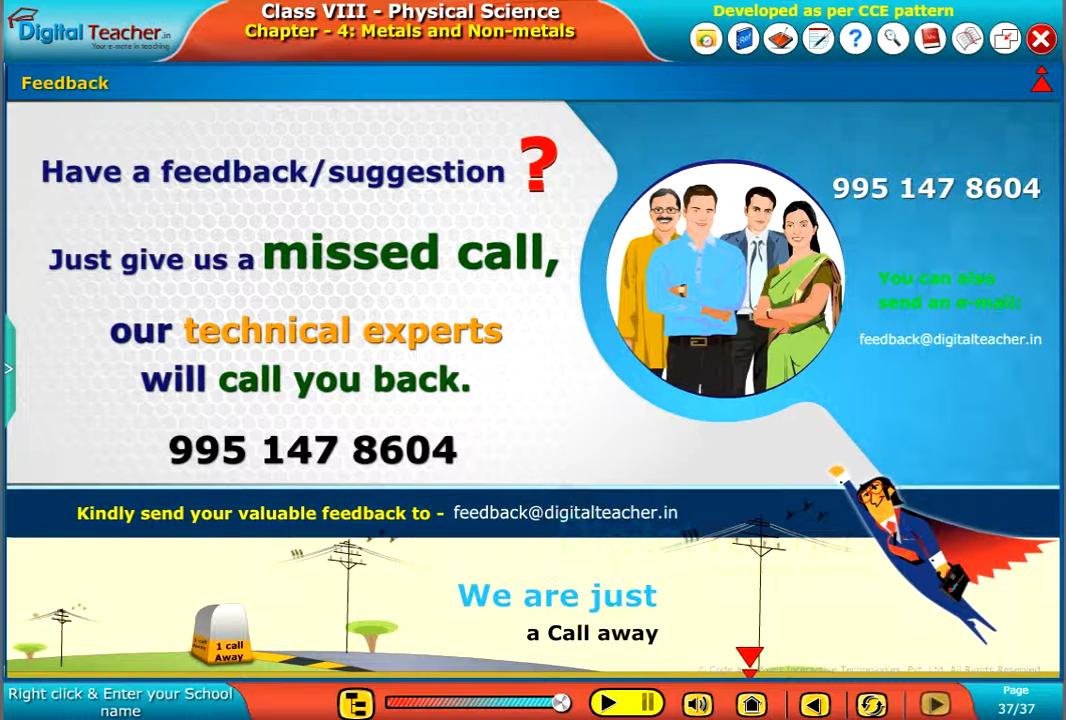 Digital Teacher.in
Your e-mate in teaching
Class VIII - Physical Science
Chapter - 4: Metals and Non-metals
Developed as per CCE pattern
Feedback
Have a feedback/suggestion ?
Just give us a missed call,
our technical experts
will call you back.
995 147 8604
995 147 8604
You can also
send an e-mail:
feedback@digitalteacher.in
Kindly send your valuable feedback to - feedback@digitalteacher.in
We are just
a Call away
1 call
Away
Right click & Enter your School
name
Page
37/37